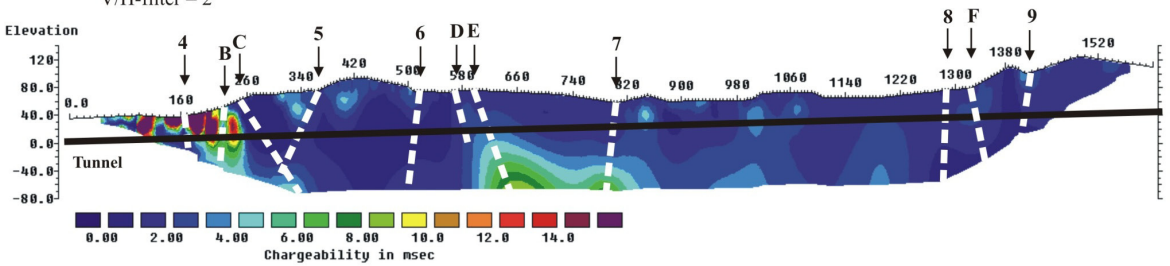 V/H-filter = 2
Elevation
4 B C 5 6 D E 7 8 F 9
120
80.0
40.0
0.0
-40.0
-80.0
0.0 160 260 340 420 500 580 660 740 820 900 980 1060 1140 1220 1300 1380 1520
Tunnel
0.00 2.00 4.00 6.00 8.00 10.0 12.0 14.0
Chargeability in msec